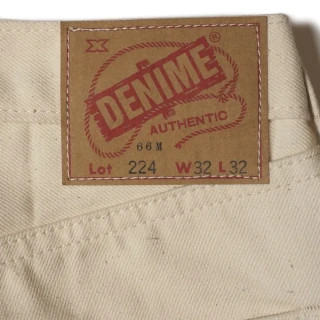 DENIME®
AUTHENTIC
66M
Lot 224 W32 L32